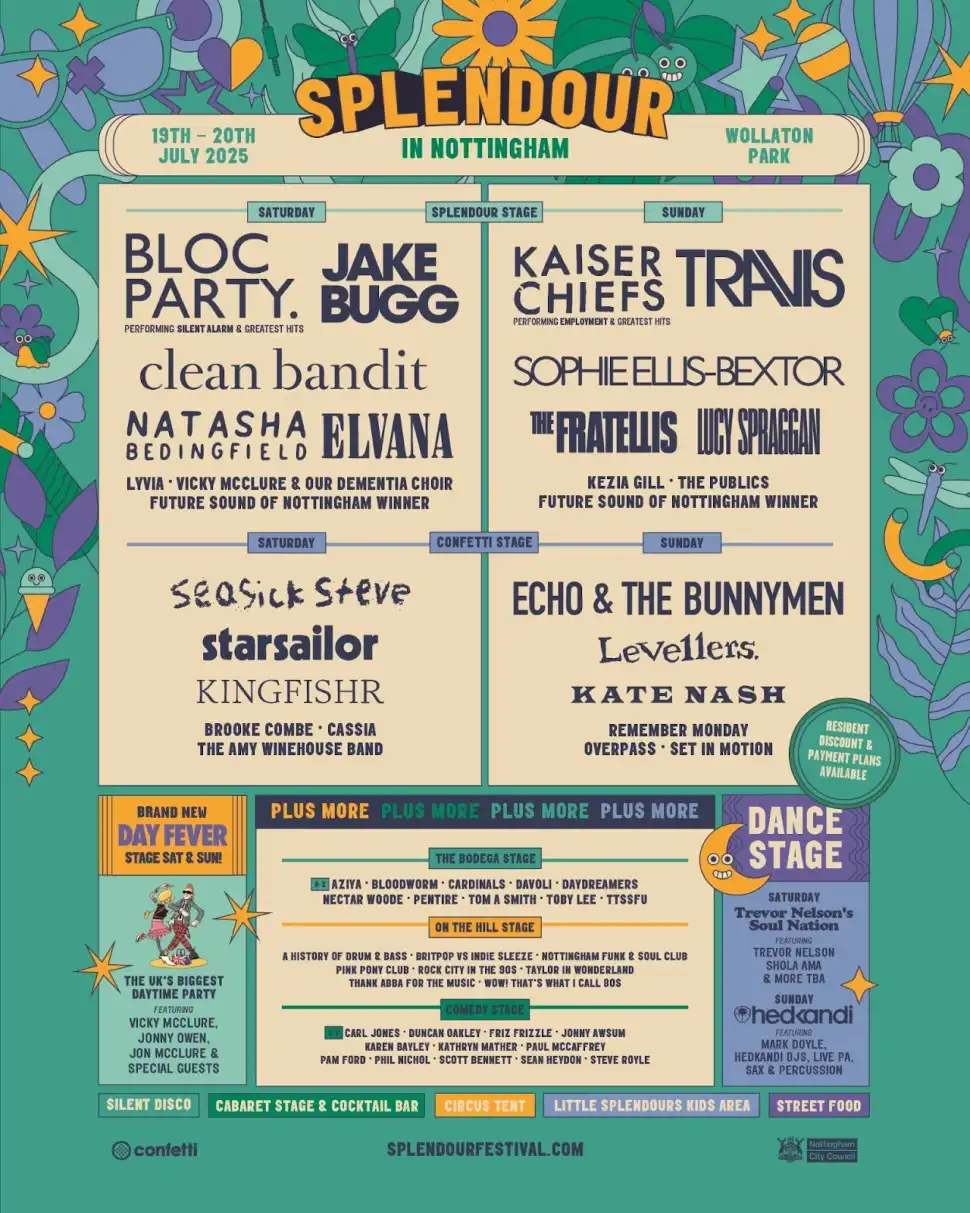 SPLENDOUR
IN NOTTINGHAM
19TH – 20TH
JULY 2025
WOLLATON
PARK
SATURDAY
SPLENDOUR STAGE
SUNDAY
BLOC
PARTY.
PERFORMING SILENT ALARM & GREATEST HITS
JAKE
BUGG
clean bandit
NATASHA
BEDINGFIELD
ELVANA
LYVIA · VICKY MCCLURE & OUR DEMENTIA CHOIR
FUTURE SOUND OF NOTTINGHAM WINNER
KAISER
CHIEFS
PERFORMING EMPLOYMENT & GREATEST HITS
TRAVIS
SOPHIE ELLIS-BEXTOR
THE FRATELLIS
LUCY SPRAGGAN
KEZIA GILL · THE PUBLICS
FUTURE SOUND OF NOTTINGHAM WINNER
SATURDAY
CONFETTI STAGE
SUNDAY
seasick steve
starsailor
KINGFISHR
BROOKE COMBE · CASSIA
THE AMY WINEHOUSE BAND
ECHO & THE BUNNYMEN
Levellers.
KATE NASH
REMEMBER MONDAY
OVERPASS · SET IN MOTION
RESIDENT
DISCOUNT &
PAYMENT PLANS
AVAILABLE
BRAND NEW
DAY FEVER
STAGE SAT & SUN!
THE UK'S BIGGEST
DAYTIME PARTY
FEATURING
VICKY MCCLURE,
JONNY OWEN,
JON MCCLURE &
SPECIAL GUESTS
PLUS MORE PLUS MORE PLUS MORE PLUS MORE
THE BODEGA STAGE
A-Z AZIYA · BLOODWORM · CARDINALS · DAVOLI · DAYDREAMERS
NECTAR WOODE · PENTIRE · TOM A SMITH · TOBY LEE · TTSSFU
ON THE HILL STAGE
A HISTORY OF DRUM & BASS · BRITPOP VS INDIE SLEEZE · NOTTINGHAM FUNK & SOUL CLUB
PINK PONY CLUB · ROCK CITY IN THE 90S · TAYLOR IN WONDERLAND
THANK ABBA FOR THE MUSIC · WOW! THAT'S WHAT I CALL 80S
COMEDY STAGE
CARL JONES · DUNCAN OAKLEY · FRIZ FRIZZLE · JONNY AWSUM
KAREN BAYLEY · KATHRYN MATHER · PAUL MCCAFFREY
PAM FORD · PHIL NICHOL · SCOTT BENNETT · SEAN HEYDON · STEVE ROYLE
DANCE
STAGE
SATURDAY
Trevor Nelson's
Soul Nation
FEATURING
TREVOR NELSON
SHOLA AMA
& MORE TBA
SUNDAY
hedkandi
FEATURING
MARK DOYLE,
HEDKANDI DJS, LIVE PA,
SAX & PERCUSSION
SILENT DISCO
CABARET STAGE & COCKTAIL BAR
CIRCUS TENT
LITTLE SPLENDOURS KIDS AREA
STREET FOOD
confetti
SPLENDOURFESTIVAL.COM
Nottingham
City Council